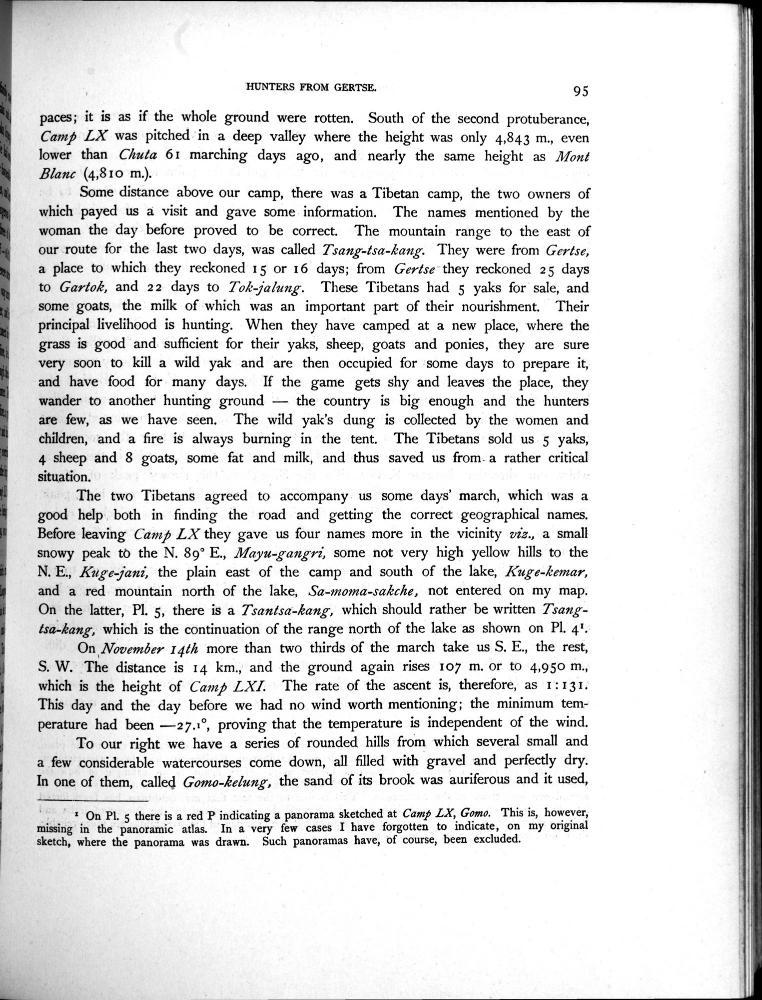 HUNTERS FROM GERTSE.
95
paces; it is as if the whole ground were rotten. South of the second protuberance,
Camp LX was pitched in a deep valley where the height was only 4,843 m., even
lower than Chuta 61 marching days ago, and nearly the same height as Mont
Blanc (4,810 m.).
Some distance above our camp, there was a Tibetan camp, the two owners of
which payed us a visit and gave some information. The names mentioned by the
woman the day before proved to be correct. The mountain range to the east of
our route for the last two days, was called Tsang-tsa-kang. They were from Gertse,
a place to which they reckoned 15 or 16 days; from Gertse they reckoned 25 days
to Gartok, and 22 days to Tok-jalung. These Tibetans had 5 yaks for sale, and
some goats, the milk of which was an important part of their nourishment. Their
principal livelihood is hunting. When they have camped at a new place, where the
grass is good and sufficient for their yaks, sheep, goats and ponies, they are sure
very soon to kill a wild yak and are then occupied for some days to prepare it,
and have food for many days. If the game gets shy and leaves the place, they
wander to another hunting ground — the country is big enough and the hunters
are few, as we have seen. The wild yak's dung is collected by the women and
children, and a fire is always burning in the tent. The Tibetans sold us 5 yaks,
4 sheep and 8 goats, some fat and milk, and thus saved us from a rather critical
situation.
The two Tibetans agreed to accompany us some days' march, which was a
good help both in finding the road and getting the correct geographical names.
Before leaving Camp LX they gave us four names more in the vicinity viz., a small
snowy peak to the N. 89° E., Mayu-gangri, some not very high yellow hills to the
N. E., Kuge-jani, the plain east of the camp and south of the lake, Kuge-kemar,
and a red mountain north of the lake, Sa-moma-sakche, not entered on my map.
On the latter, Pl. 5, there is a Tsantsa-kang, which should rather be written Tsang-
tsa-kang, which is the continuation of the range north of the lake as shown on Pl. 4¹.
On November 14th more than two thirds of the march take us S. E., the rest,
S. W. The distance is 14 km., and the ground again rises 107 m. or to 4,950 m.,
which is the height of Camp LXI. The rate of the ascent is, therefore, as 1:131.
This day and the day before we had no wind worth mentioning; the minimum tem-
perature had been —27.1°, proving that the temperature is independent of the wind.
To our right we have a series of rounded hills from which several small and
a few considerable watercourses come down, all filled with gravel and perfectly dry.
In one of them, called Gomo-kelung, the sand of its brook was auriferous and it used,
¹ On Pl. 5 there is a red P indicating a panorama sketched at Camp LX, Gomo. This is, however,
missing in the panoramic atlas. In a very few cases I have forgotten to indicate, on my original
sketch, where the panorama was drawn. Such panoramas have, of course, been excluded.